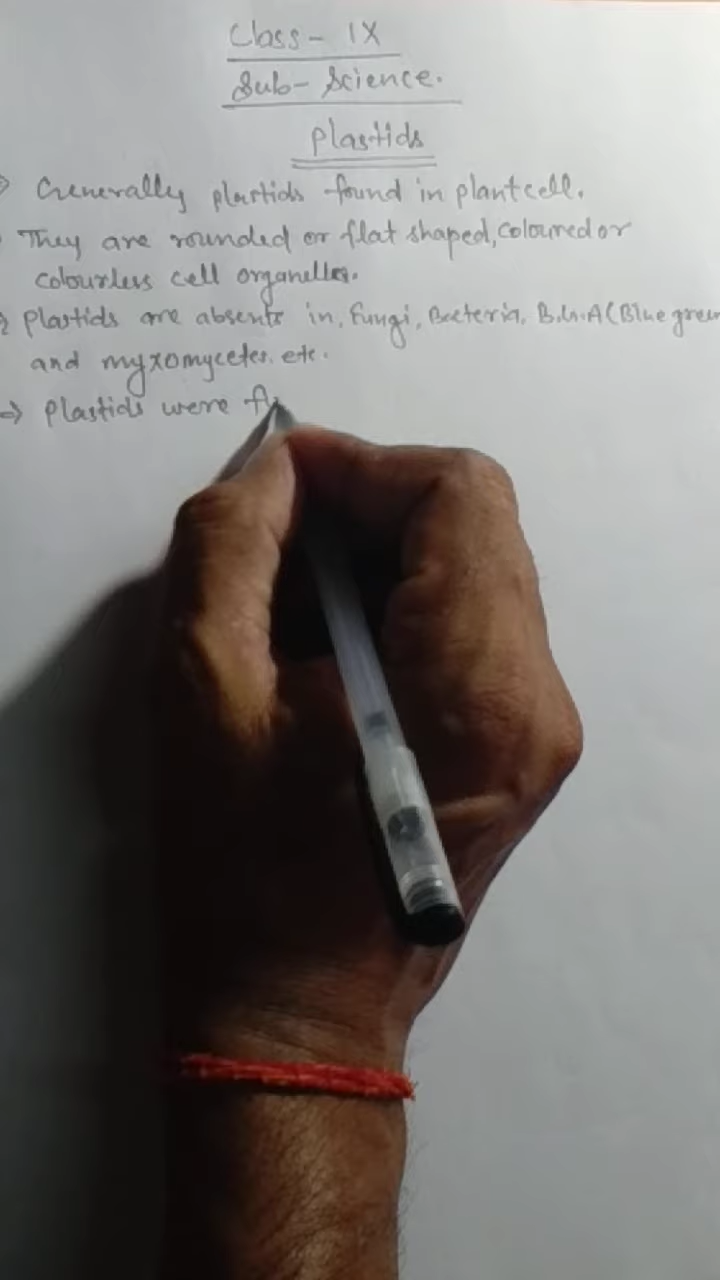 Class - IX
Sub - Science.
Plastids
Generally plastids found in plant cell.
They are rounded or flat shaped, coloured or
colourless cell organelles.
Plastids are absents in, Fungi, Bacteria, B.G.A (Blue green
and myxomycetes. etc.
⇒ Plastids were